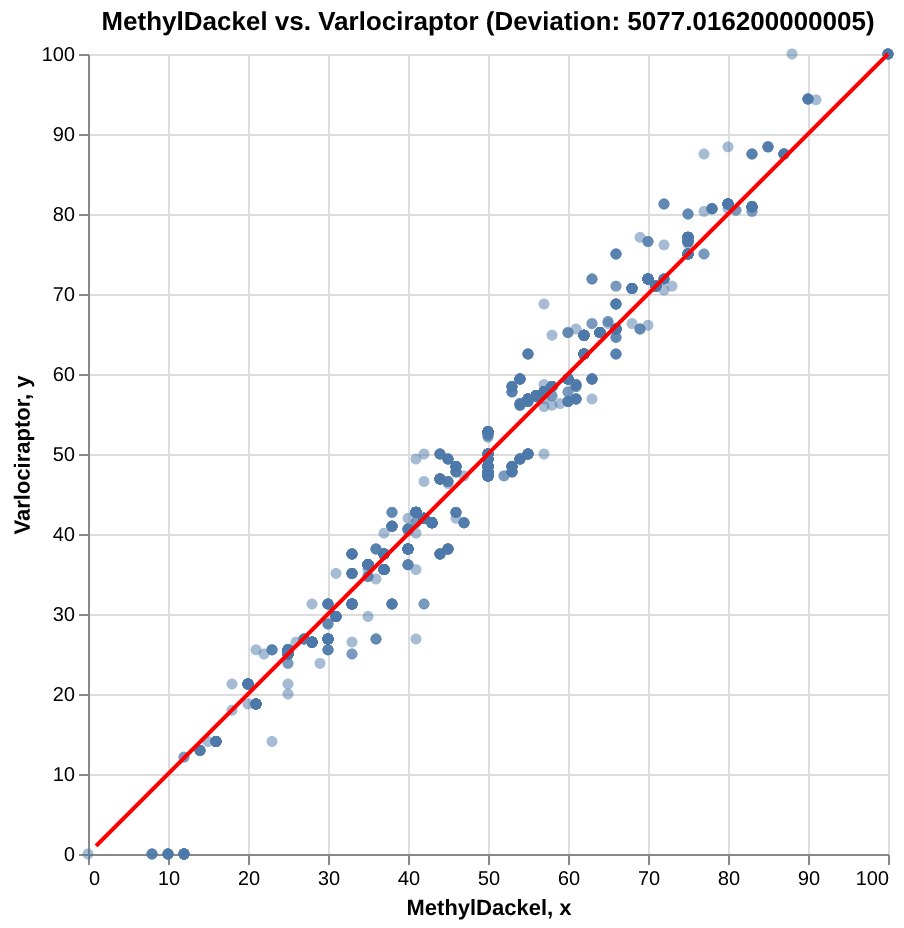 MethylDackel vs. Varlociraptor (Deviation: 5077.016200000005)
100
90
80
70
60
50
40
30
20
10
0
Varlociraptor, y
0 10 20 30 40 50 60 70 80 90 100
MethylDackel, x